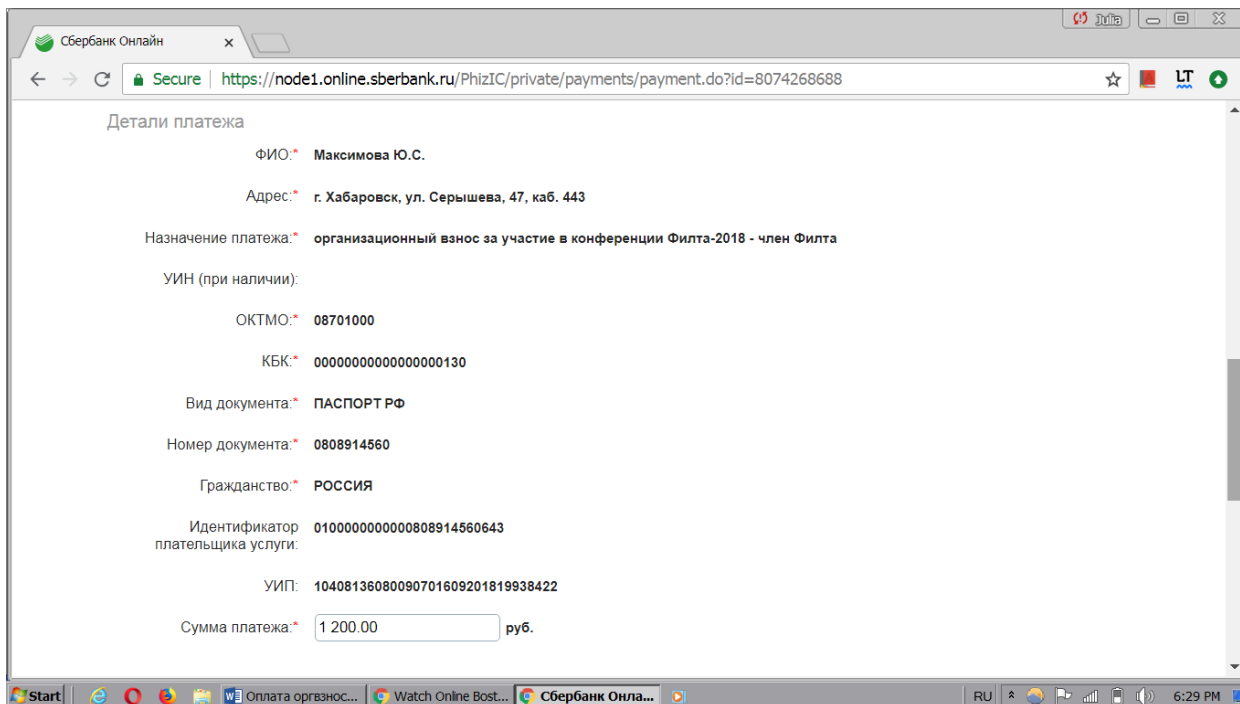 Julia
Сбербанк Онлайн
Secure | https://node1.online.sberbank.ru/PhizIC/private/payments/payment.do?id=8074268688
LT
Детали платежа
ФИО:* Максимова Ю.С.
Адрес:* г. Хабаровск, ул. Серышева, 47, каб. 443
Назначение платежа:* организационный взнос за участие в конференции Филта-2018 - член Филта
УИН (при наличии):
ОКТМО:* 08701000
КБК:* 00000000000000000130
Вид документа:* ПАСПОРТ РФ
Номер документа:* 0808914560
Гражданство:* РОССИЯ
Идентификатор 0100000000000808914560643
плательщика услуги:
УИП: 10408136080090701609201819938422
Сумма платежа:* 1 200.00 руб.
Start Оплата оргвзнос... Watch Online Bost... Сбербанк Онла... RU 6:29 PM